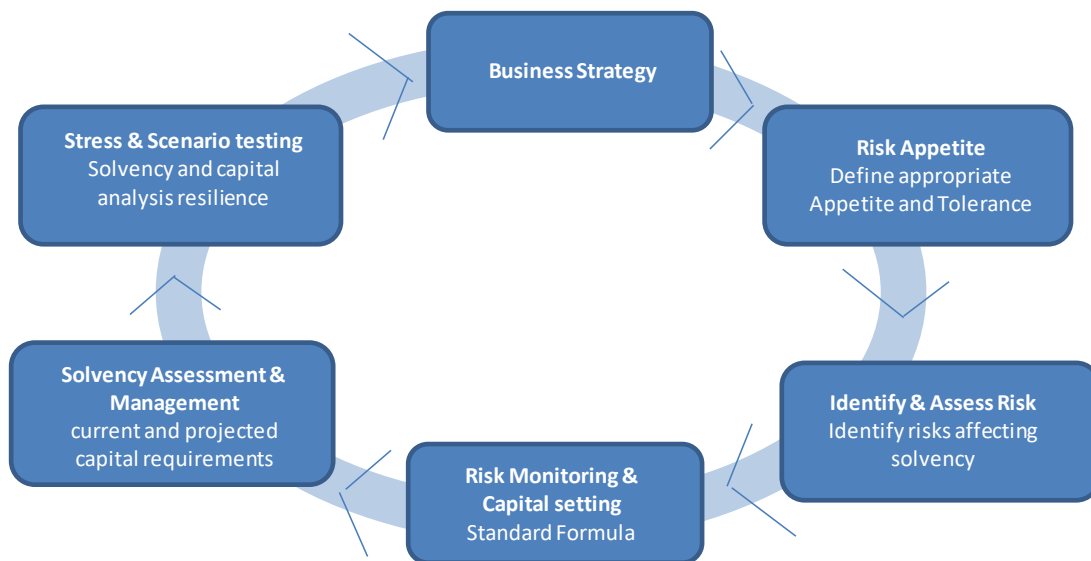 Business Strategy
Risk Appetite
Define appropriate
Appetite and Tolerance
Identify & Assess Risk
Identify risks affecting
solvency
Risk Monitoring &
Capital setting
Standard Formula
Solvency Assessment &
Management
current and projected
capital requirements
Stress & Scenario testing
Solvency and capital
analysis resilience